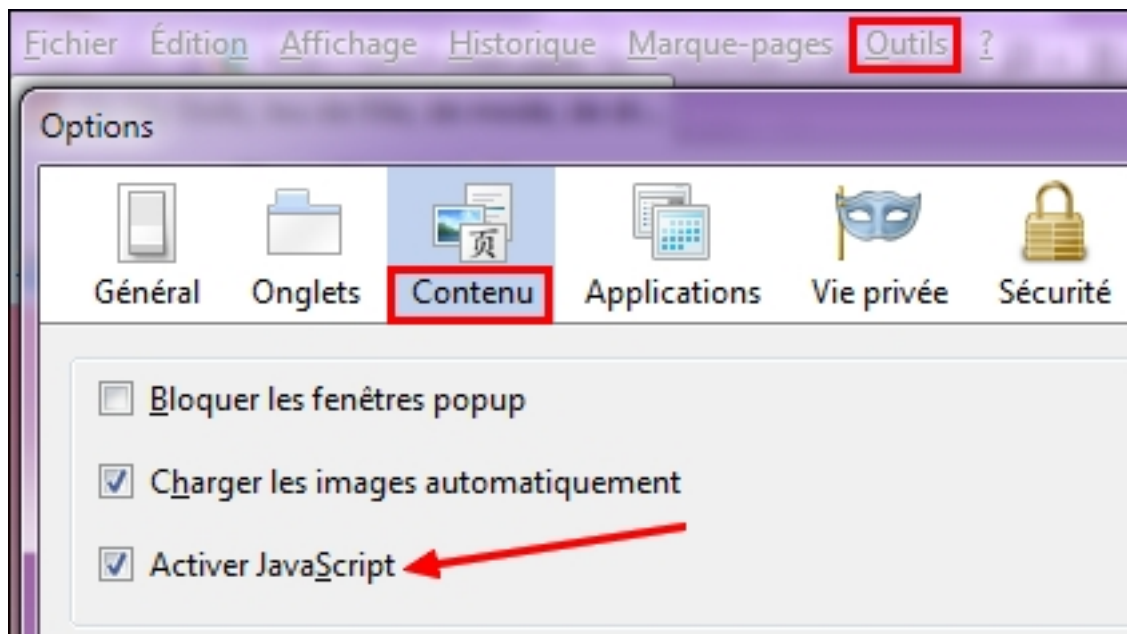 Fichier Édition Affichage Historique Marque-pages Outils ?
Options
页
Général Onglets Contenu Applications Vie privée Sécurité
Bloquer les fenêtres popup
Charger les images automatiquement
Activer JavaScript